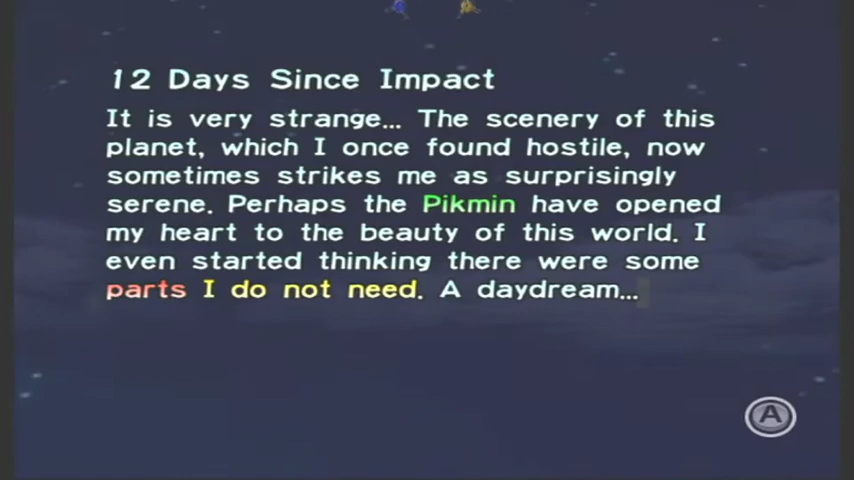 12 Days Since Impact
It is very strange... The scenery of this
planet, which I once found hostile, now
sometimes strikes me as surprisingly
serene. Perhaps the Pikmin have opened
my heart to the beauty of this world. I
even started thinking there were some
parts I do not need. A daydream...
A